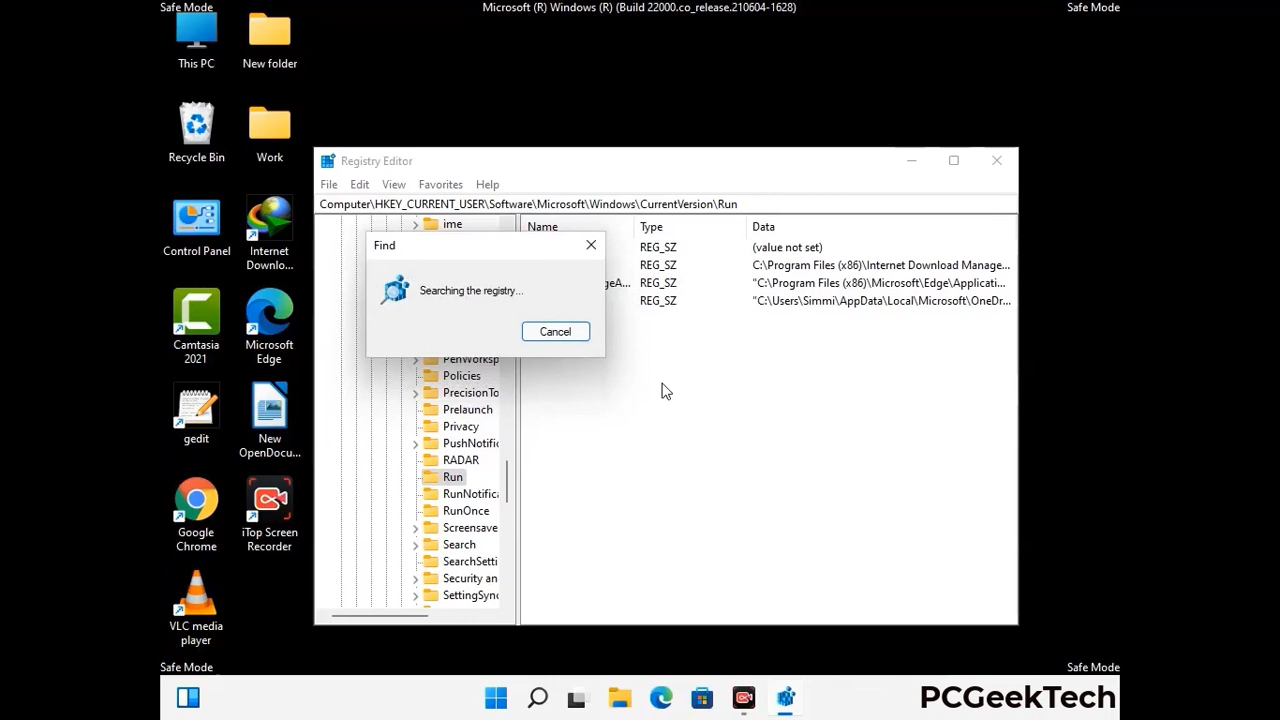 Safe Mode
Microsoft (R) Windows (R) (Build 22000.co_release.210604-1628)
Safe Mode
This PC
New folder
Recycle Bin
Work
Control Panel
Internet
Downlo...
Camtasia
2021
Microsoft
Edge
gedit
New
OpenDocu...
Google
Chrome
iTop Screen
Recorder
VLC media
player
Registry Editor
File Edit View Favorites Help
Computer\HKEY_CURRENT_USER\Software\Microsoft\Windows\CurrentVersion\Run
ime
Find
Searching the registry...
Cancel
PenWorksp
Policies
PrecisionTo
Prelaunch
Privacy
PushNotific
RADAR
Run
RunNotifica
RunOnce
Screensave
Search
SearchSetti
Security an
SettingSync
Name Type Data
REG_SZ (value not set)
REG_SZ C:\Program Files (x86)\Internet Download Manage...
geA... REG_SZ "C:\Program Files (x86)\Microsoft\Edge\Applicati...
REG_SZ "C:\Users\Simmi\AppData\Local\Microsoft\OneDr...
Safe Mode
Safe Mode
PCGeekTech